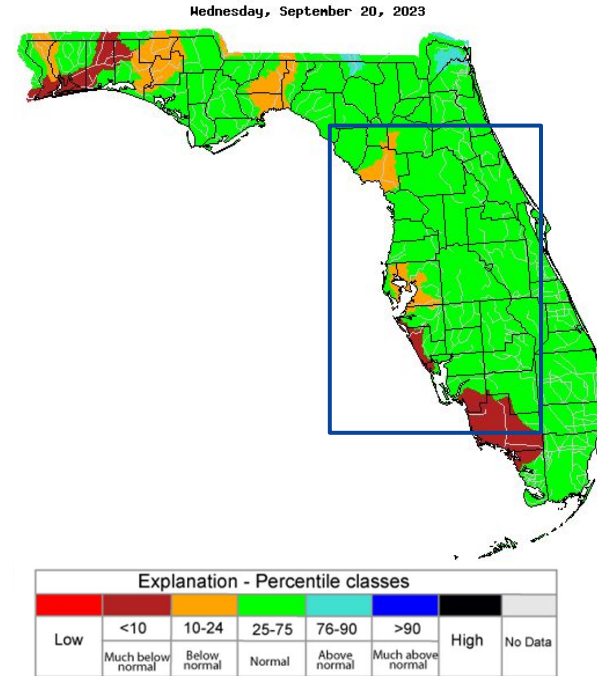 Wednesday, September 20, 2023
Explanation - Percentile classes
Low
<10
10-24
25-75
76-90
>90
High
No Data
Much below normal
Below normal
Normal
Above normal
Much above normal